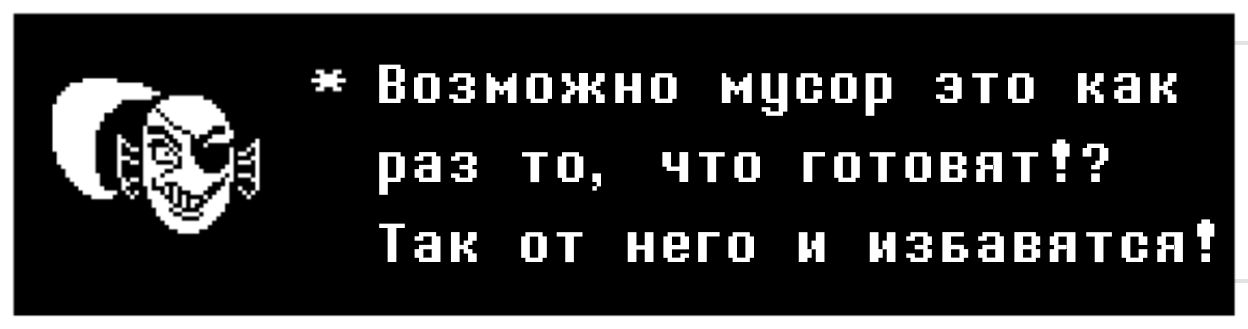 * Возможно мусор это как
раз то, что готовят!?
Так от него и избавятся!